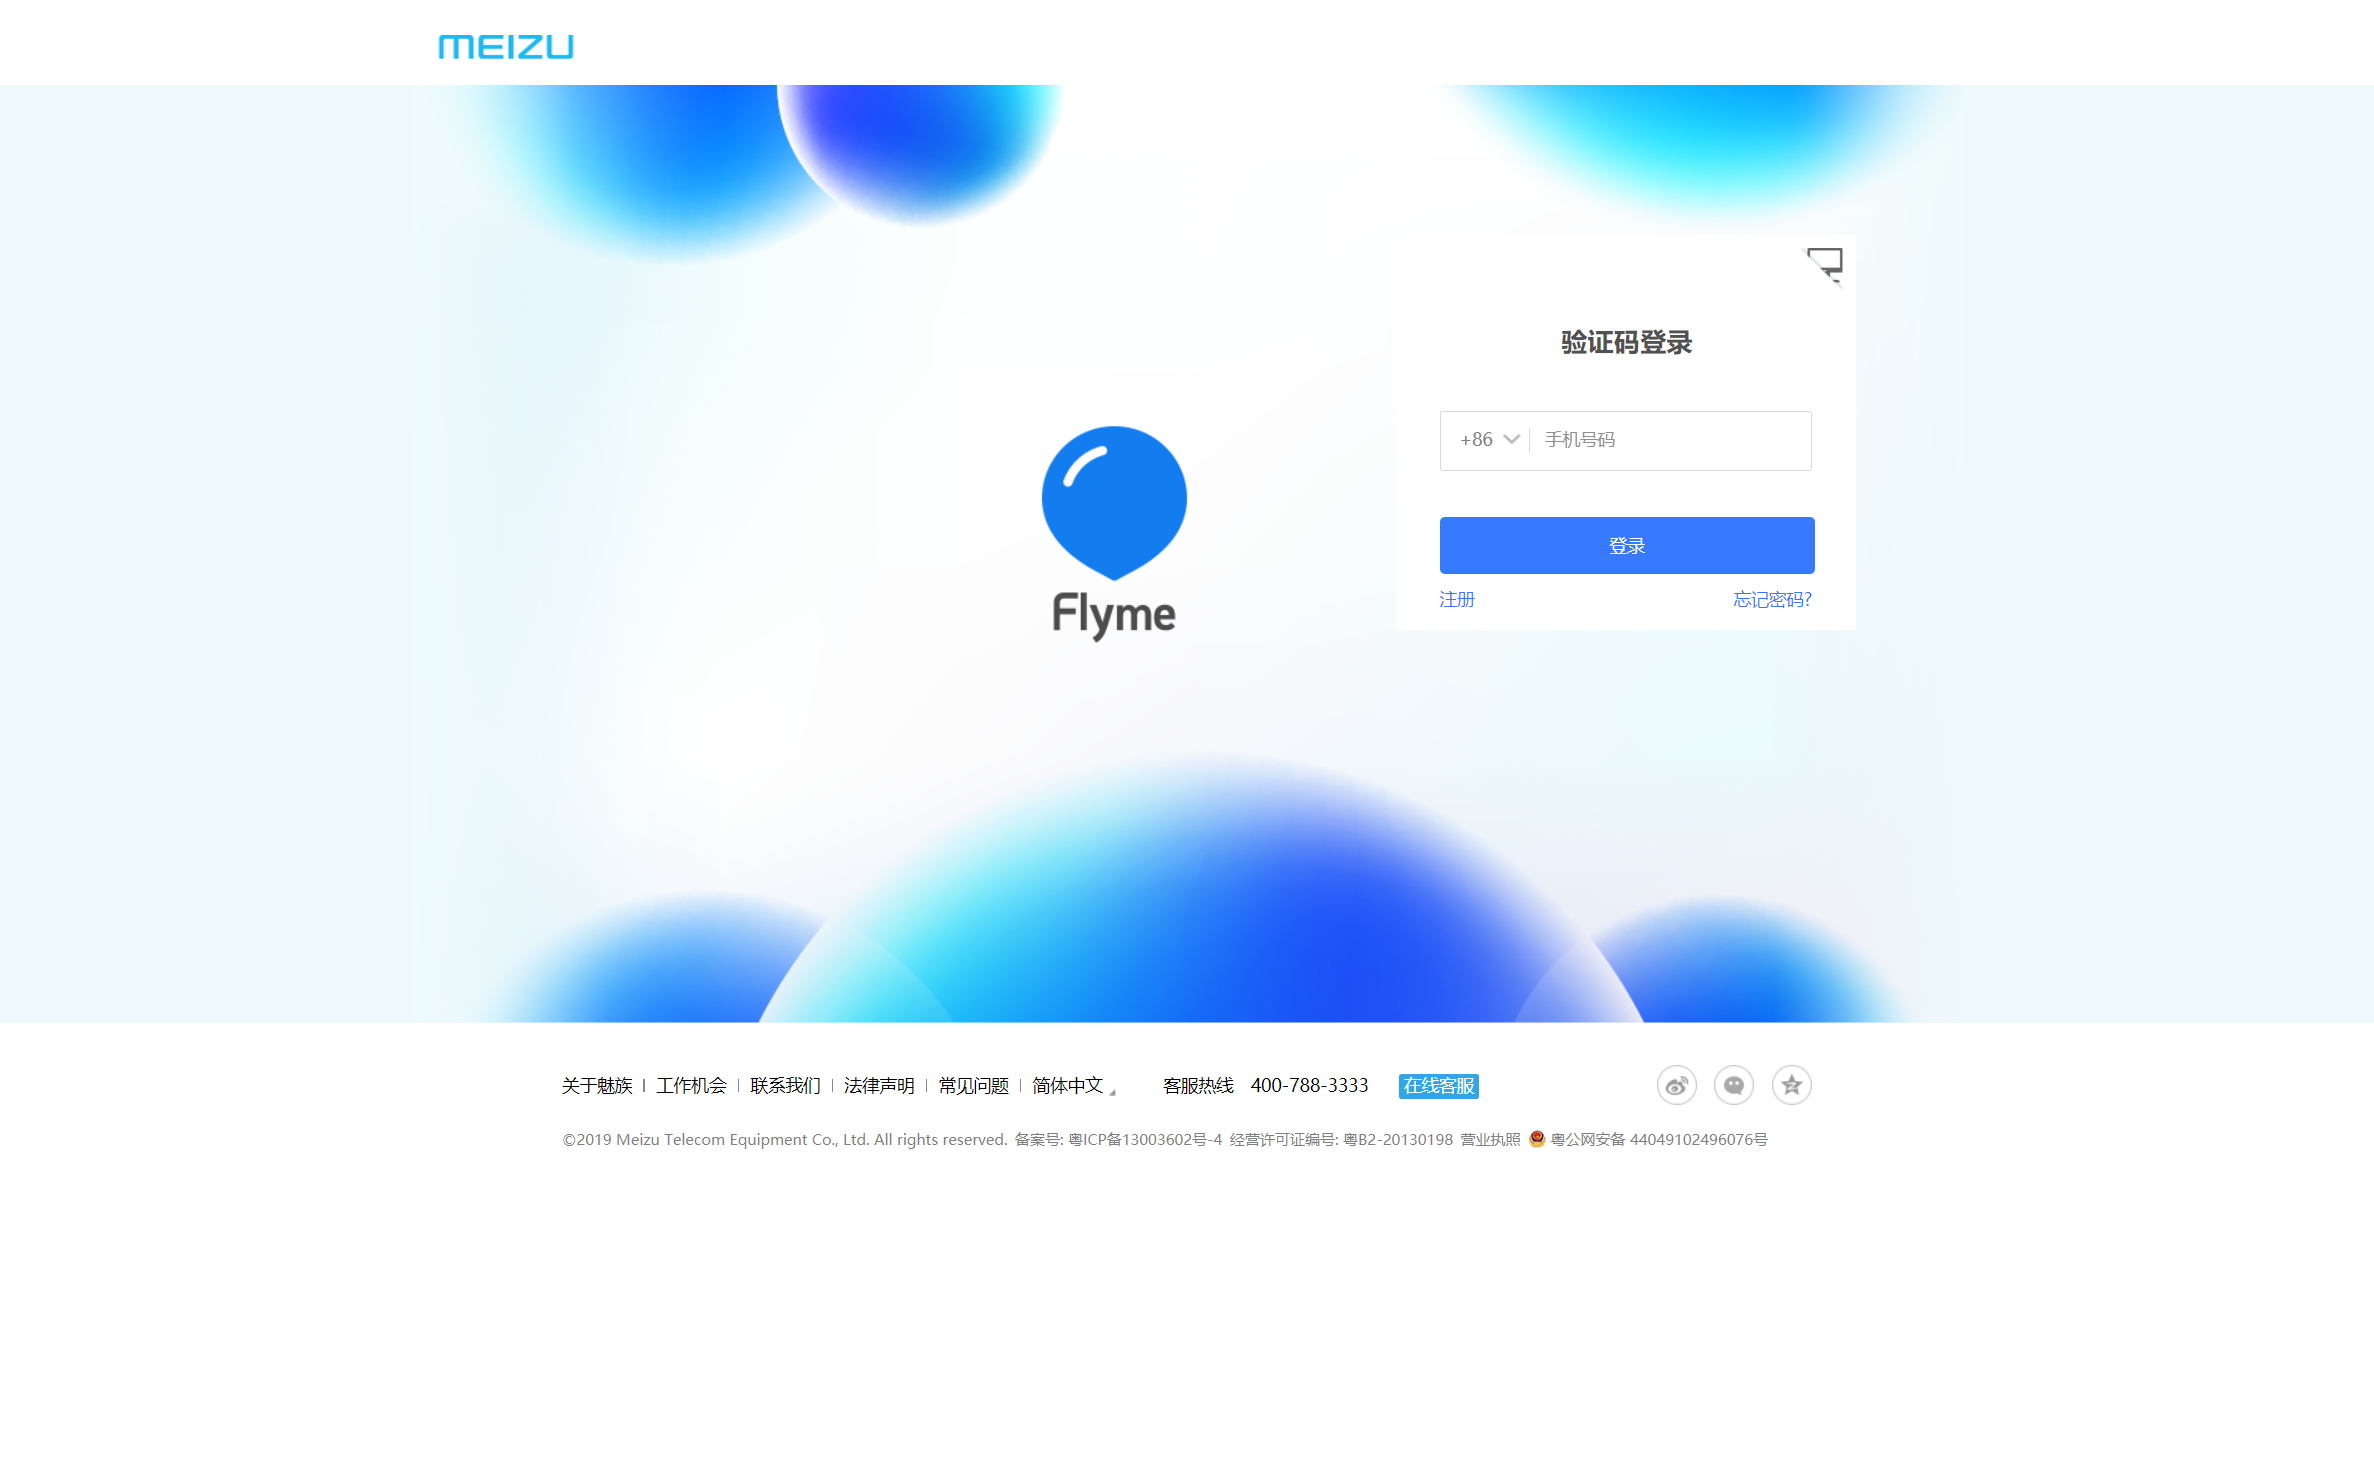 MEIZU
验证码登录
+86 手机号码
登录
注册 忘记密码?
Flyme
关于魅族 工作机会 联系我们 法律声明 常见问题 简体中文 客服热线 400-788-3333 在线客服
©2019 Meizu Telecom Equipment Co., Ltd. All rights reserved. 备案号: 粤ICP备13003602号-4 经营许可证编号: 粤B2-20130198 营业执照 粤公网安备 44049102496076号